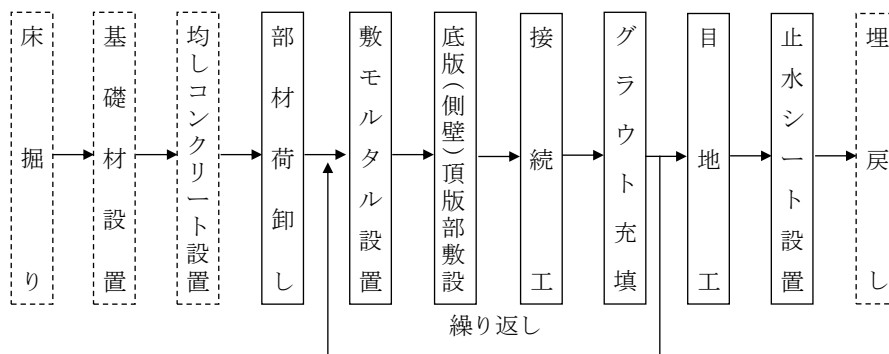 床掘り
基礎材設置
均しコンクリート設置
部材荷卸し
敷モルタル設置
底版(側壁)頂版部敷設
接続工
グラウト充填
目地工
止水シート設置
埋戻し
繰り返し